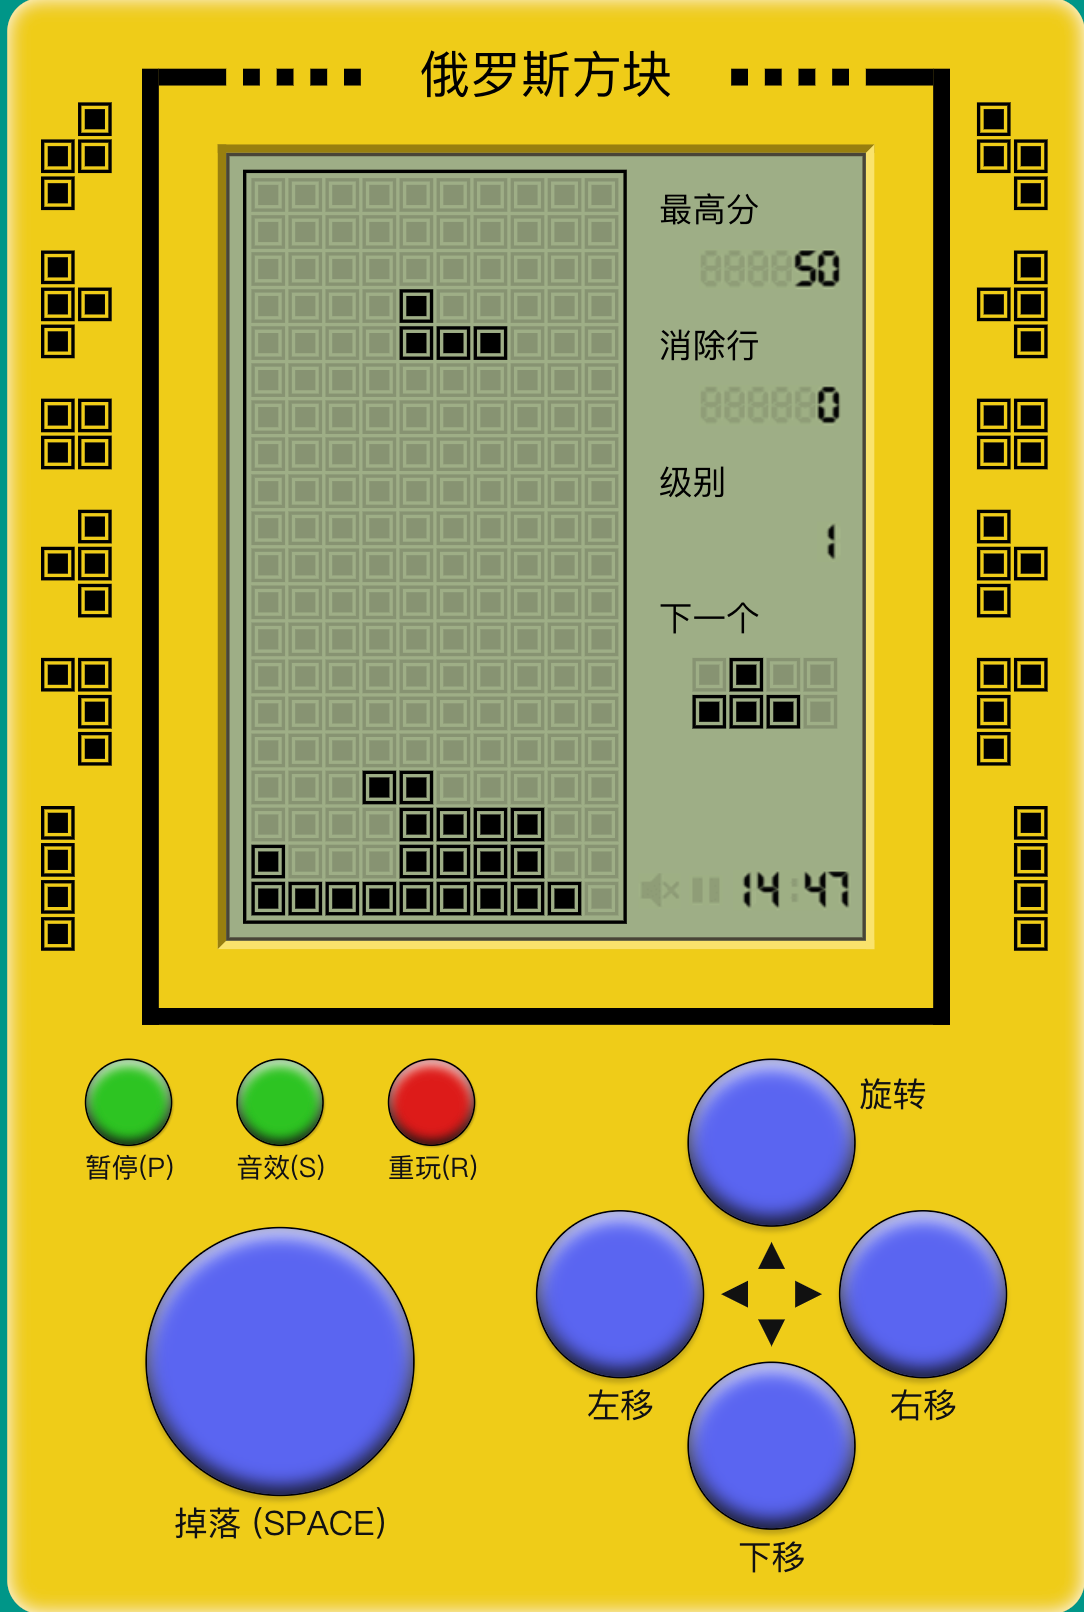 俄罗斯方块
最高分
50
消除行
0
级别
1
下一个
14:47
旋转
暂停(P)
音效(S)
重玩(R)
左移
右移
掉落 (SPACE)
下移